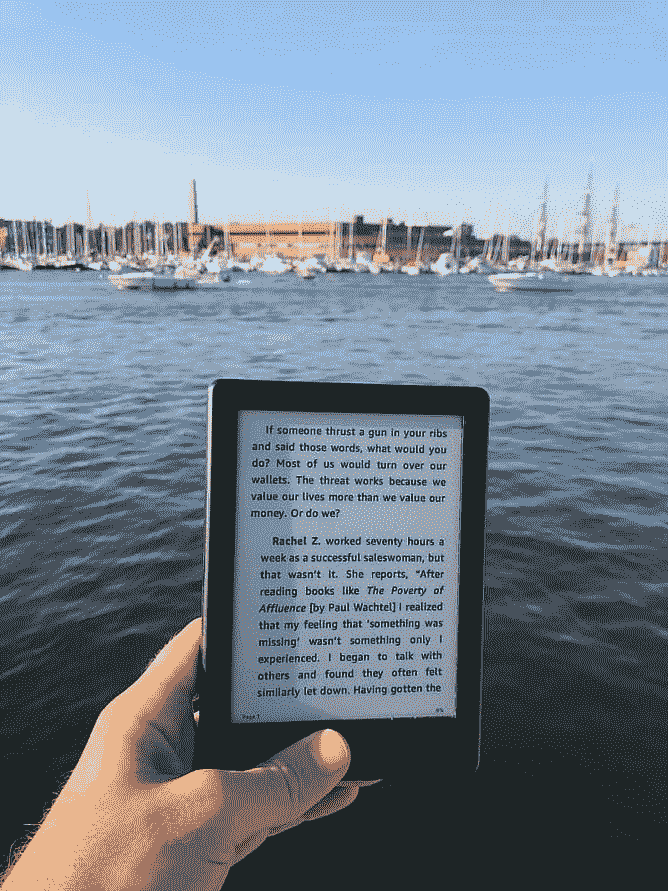 If someone thrust a gun in your ribs
and said those words, what would you
do? Most of us would turn over our
wallets. The threat works because we
value our lives more than we value our
money. Or do we?
Rachel Z. worked seventy hours a
week as a successful saleswoman, but
that wasn't it. She reports, "After
reading books like The Poverty of
Affluence [by Paul Wachtel] I realized
that my feeling that 'something was
missing' wasn't something only I
experienced. I began to talk with
others and found they often felt
similarly let down. Having gotten the
Page 1